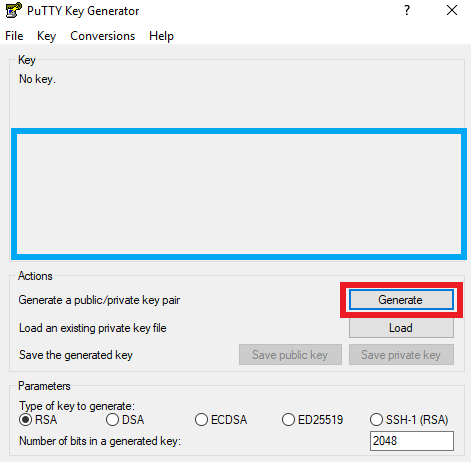 PuTTY Key Generator
File Key Conversions Help
Key
No key.
Actions
Generate a public/private key pair Generate
Load an existing private key file Load
Save the generated key Save public key Save private key
Parameters
Type of key to generate:
RSA DSA ECDSA ED25519 SSH-1 (RSA)
Number of bits in a generated key: 2048